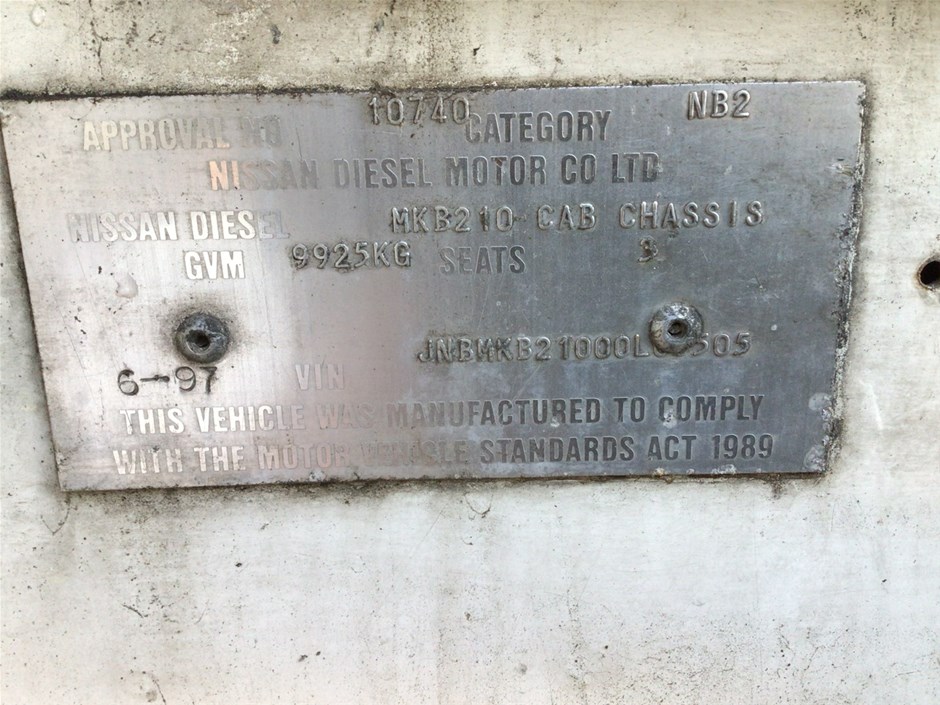 APPROVAL NO 10740 CATEGORY NB2
NISSAN DIESEL MOTOR CO LTD
NISSAN DIESEL MKB210 CAB CHASSIS
GVM 9925KG SEATS 3
6-97 VIN
THIS VEHICLE WAS MANUFACTURED TO COMPLY
WITH THE MOTOR VEHICLE STANDARDS ACT 1989